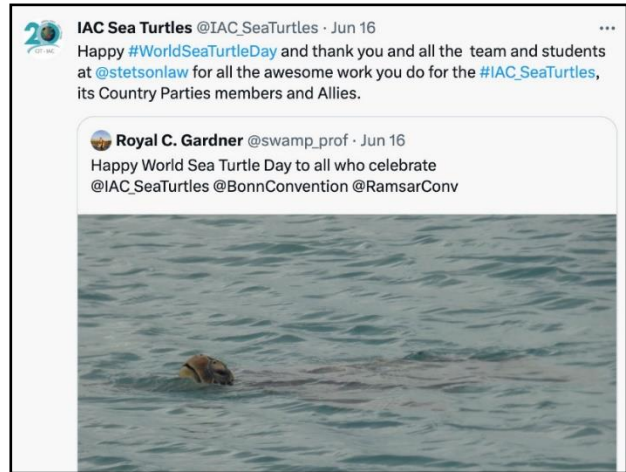 IAC Sea Turtles @IAC_SeaTurtles · Jun 16
Happy #WorldSeaTurtleDay and thank you and all the team and students
at @stetsonlaw for all the awesome work you do for the #IAC_SeaTurtles,
its Country Parties members and Allies.
Royal C. Gardner @swamp_prof · Jun 16
Happy World Sea Turtle Day to all who celebrate
@IAC_SeaTurtles @BonnConvention @RamsarConv